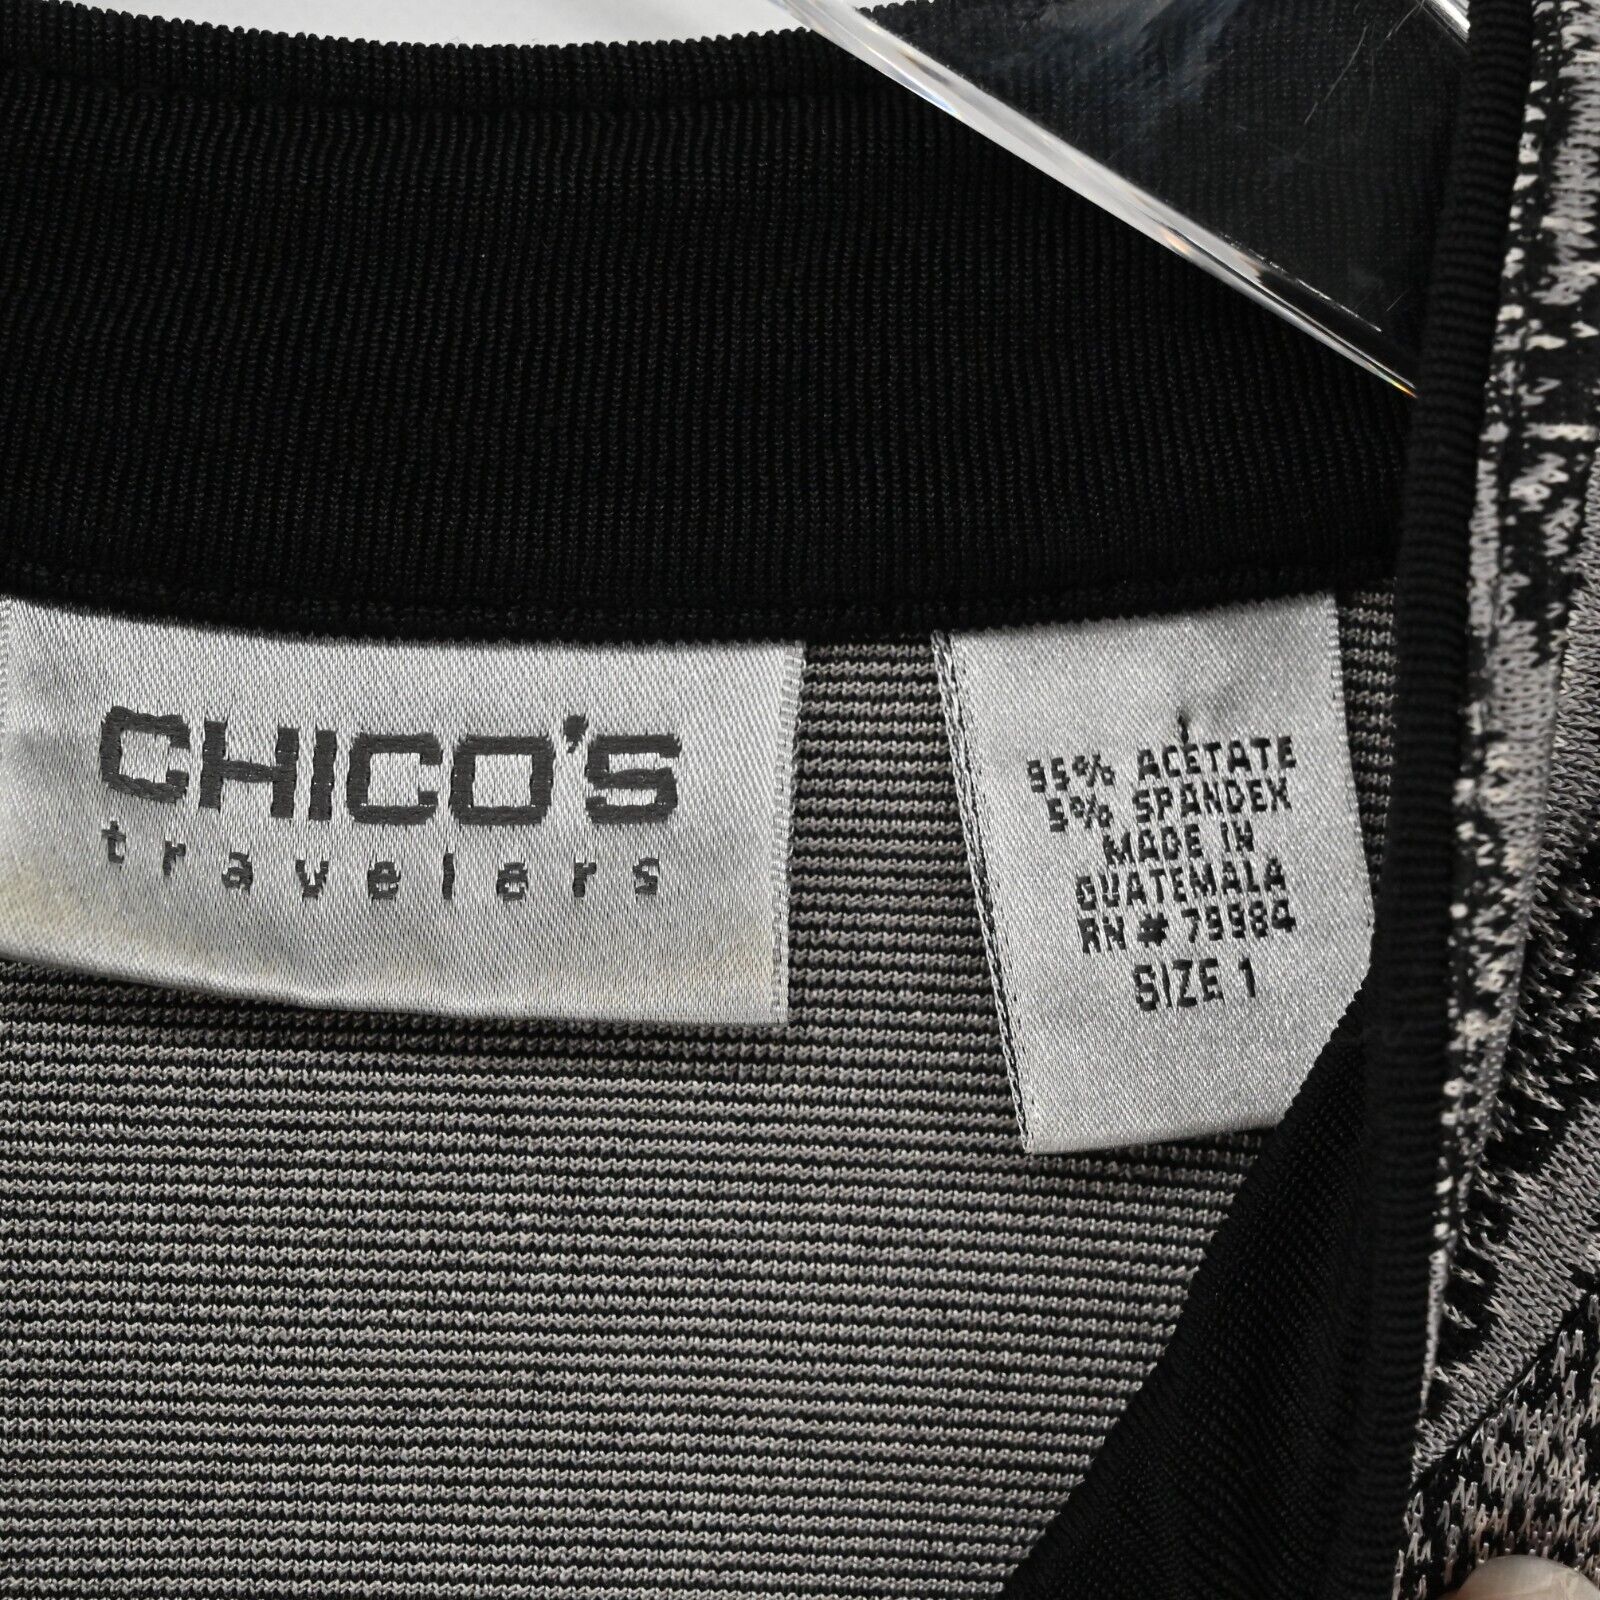 CHICO'S
travelers
95% ACETATE
5% SPANDEX
MADE IN
GUATEMALA
RN # 79984
SIZE 1